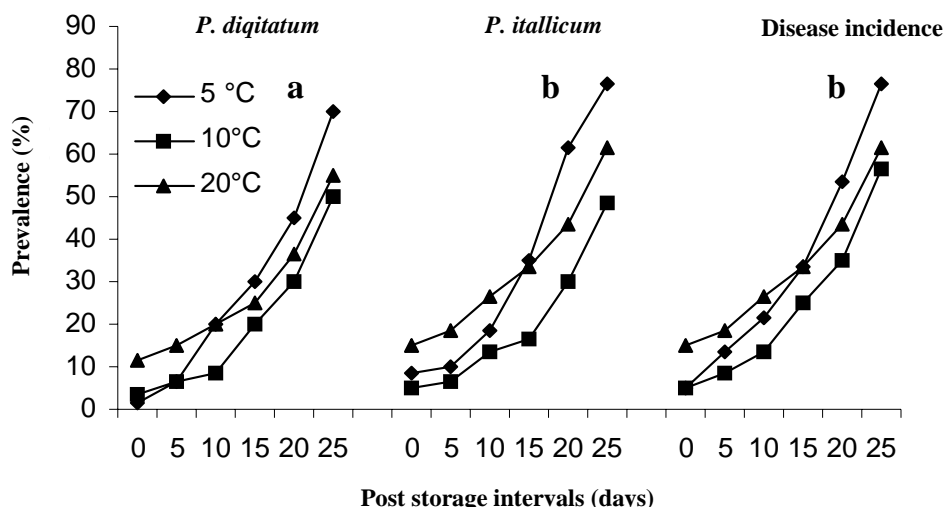 P. diqitatum P. itallicum Disease incidence
90
80
70
60
50
40
30
20
10
0
Prevalence (%)
5 °C
10°C
20°C
a b b
0 5 10 15 20 25 0 5 10 15 20 25 0 5 10 15 20 25
Post storage intervals (days)